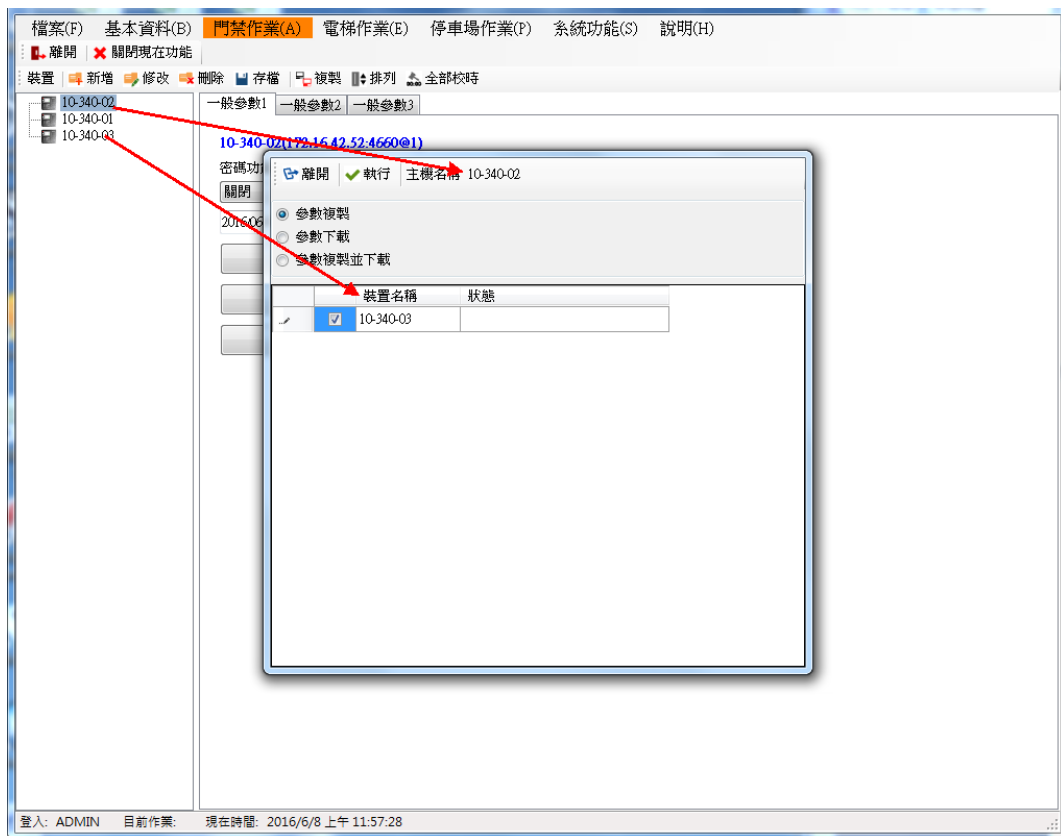 檔案(F) 基本資料(B) 門禁作業(A) 電梯作業(E) 停車場作業(P) 系統功能(S) 說明(H)
離開 關閉現在功能
裝置 新增 修改 刪除 存檔 複製 排列 全部校時
10-340-02
10-340-01
10-340-03
一般參數1 一般參數2 一般參數3
10-340-02(172.16.42.52:4660@1)
密碼功
關閉
2016/06
離開 執行 主機名稱 10-340-02
參數複製
參數下載
參數複製並下載
裝置名稱 狀態
10-340-03
登入: ADMIN 目前作業: 現在時間: 2016/6/8 上午 11:57:28